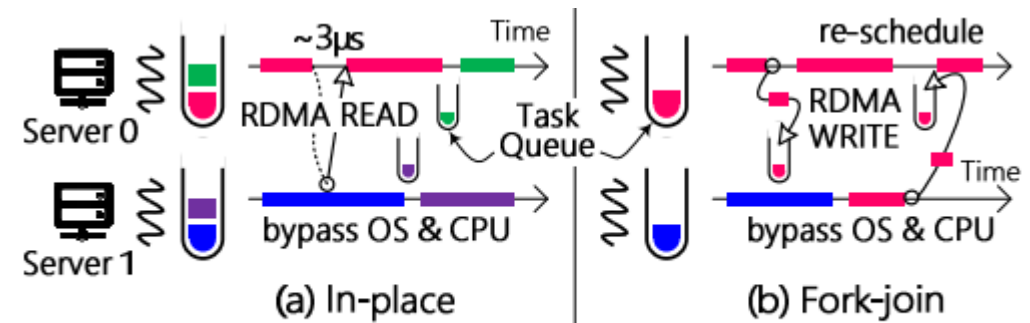 ~3μs
Time
RDMA READ
Server 0
Task
Queue
Server 1
bypass OS & CPU
(a) In-place
re-schedule
RDMA
WRITE
Time
bypass OS & CPU
(b) Fork-join